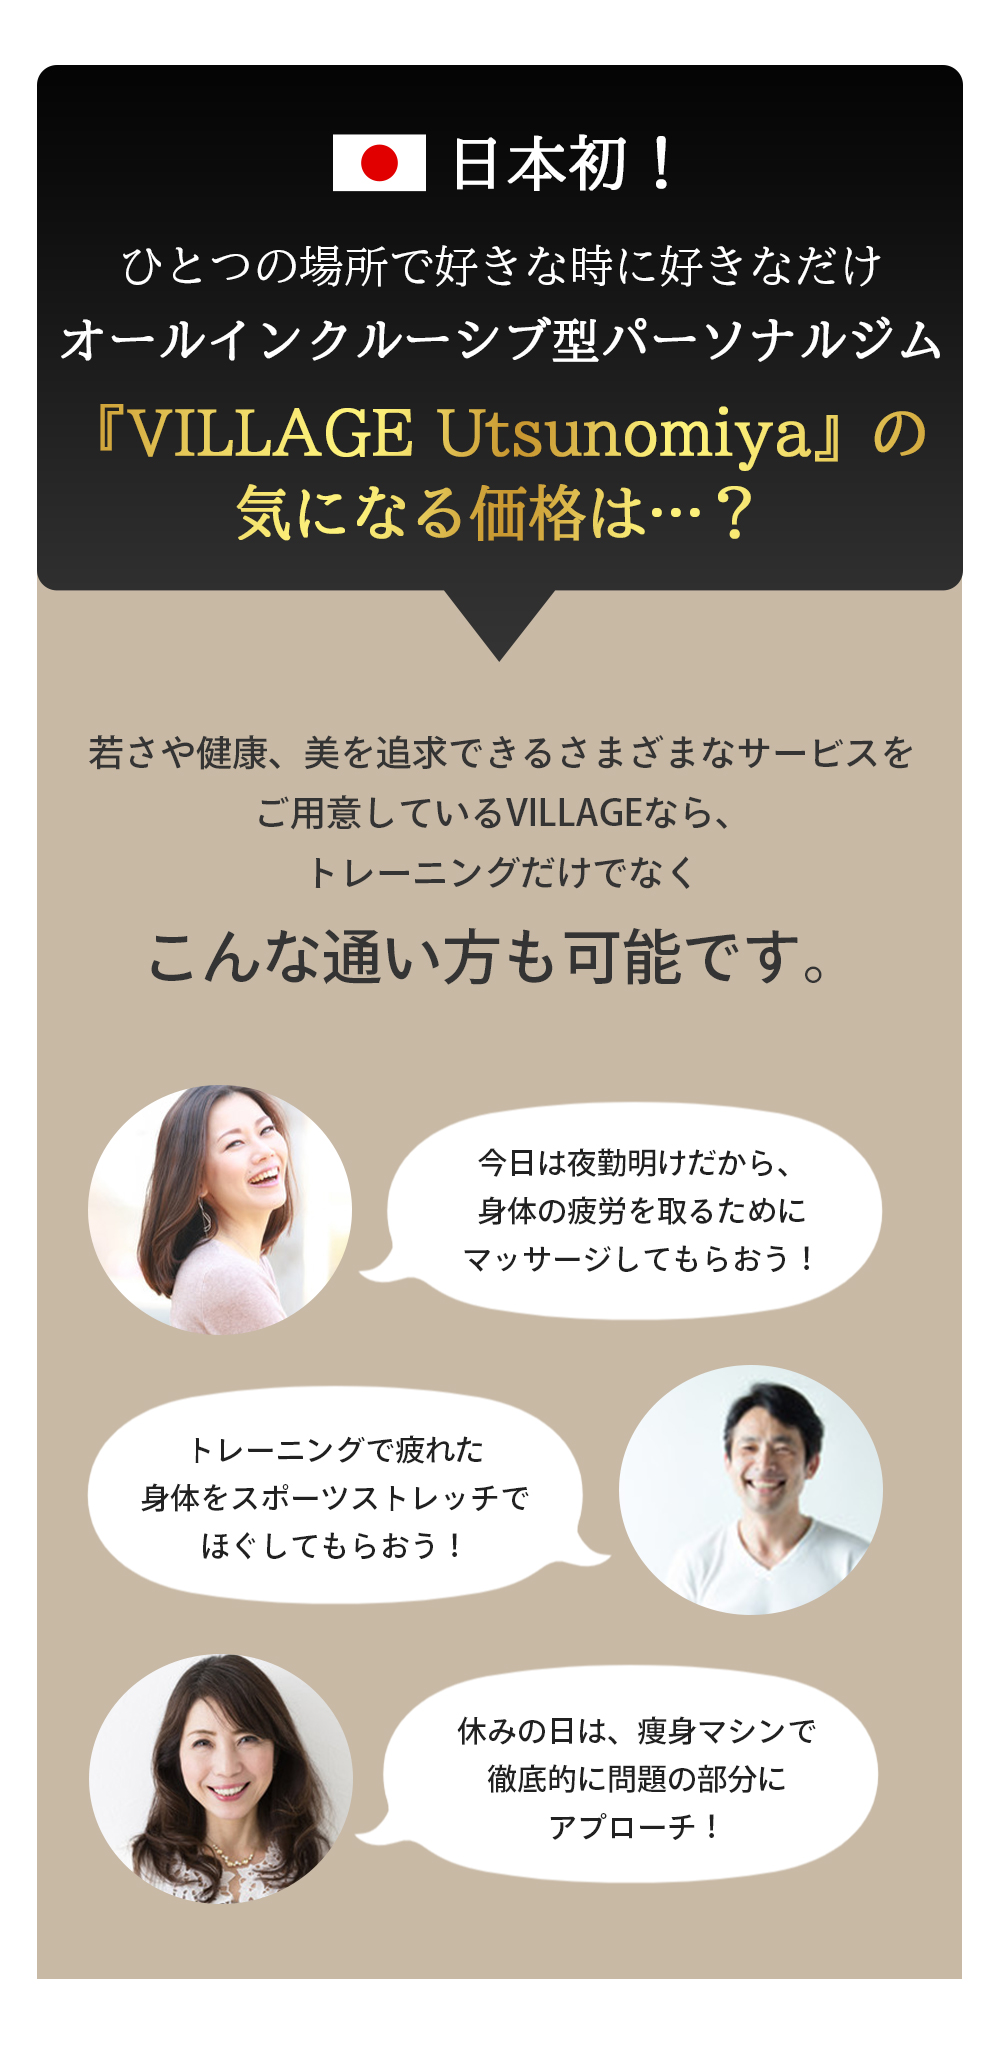 日本初！
ひとつの場所で好きな時に好きなだけ
オールインクルーシブ型パーソナルジム
『VILLAGE Utsunomiya』の
気になる価格は…？
若さや健康、美を追求できるさまざまなサービスを
ご用意しているVILLAGEなら、
トレーニングだけでなく
こんな通い方も可能です。
今日は夜勤明けだから、
身体の疲労を取るために
マッサージしてもらおう！
トレーニングで疲れた
身体をスポーツストレッチで
ほぐしてもらおう！
休みの日は、痩身マシンで
徹底的に問題の部分に
アプローチ！